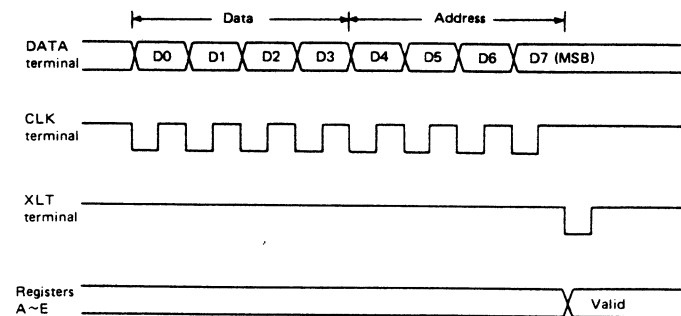 Data Address
DATA
terminal
D0 D1 D2 D3 D4 D5 D6 D7 (MSB)
CLK
terminal
XLT
terminal
Registers
A~E
Valid